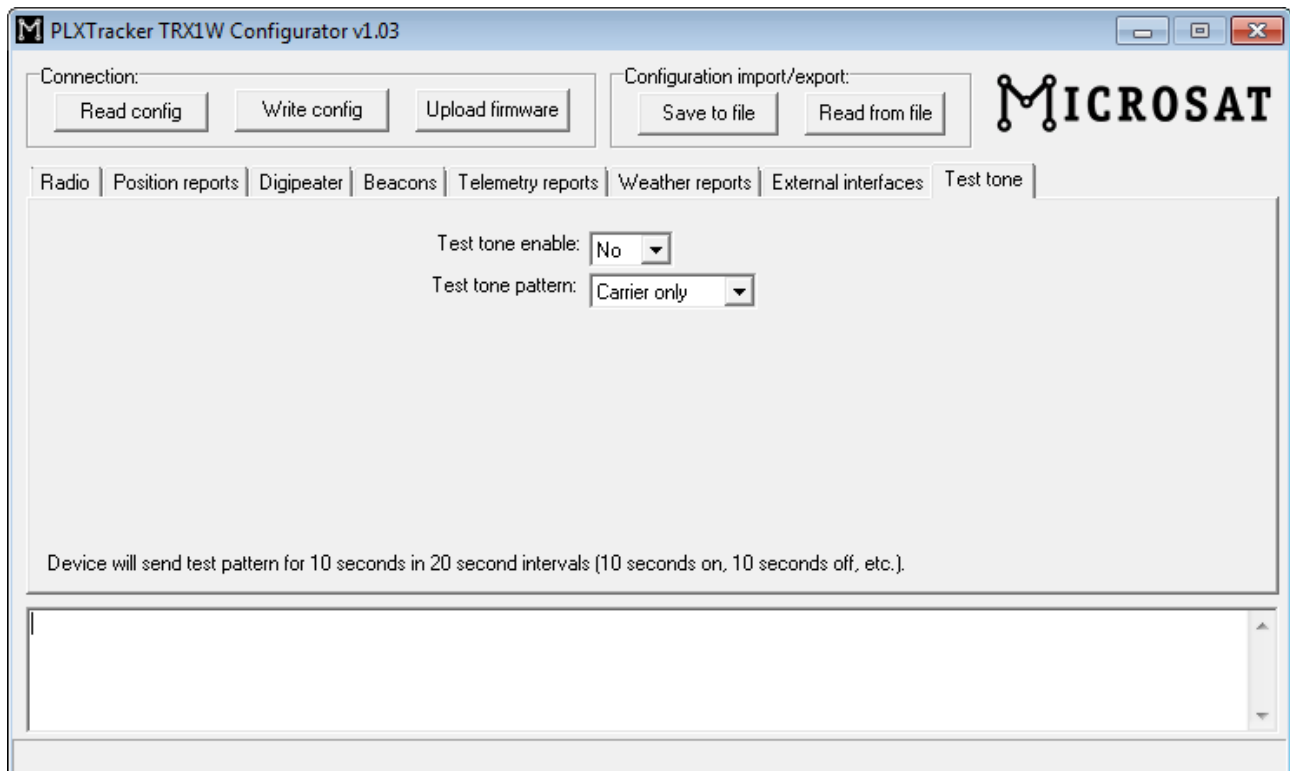 PLXTracker TRX1W Configurator v1.03
Connection:
Read config Write config Upload firmware
Configuration import/export:
Save to file Read from file
MICROSAT
Radio Position reports Digipeater Beacons Telemetry reports Weather reports External interfaces Test tone
Test tone enable: No
Test tone pattern: Carrier only
Device will send test pattern for 10 seconds in 20 second intervals (10 seconds on, 10 seconds off, etc.).